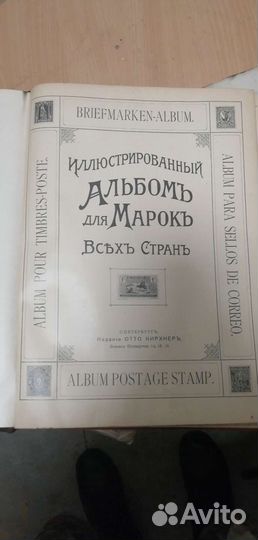 BRIEFMARKEN-ALBUM.
ALBUM POUR TIMBRES-POSTE.
ИЛЛЮСТРИРОВАННЫЙ
АЛЬБОМЪ
ДЛЯ МАРОКЪ
ВСѢХЪ СТРАНЪ
ALBUM PARA SELLOS DE CORREO.
С.-ПЕТЕРБУРГЪ.
Изданіе ОТТО КИРХНЕРЪ,
ALBUM POSTAGE STAMP.
Avito